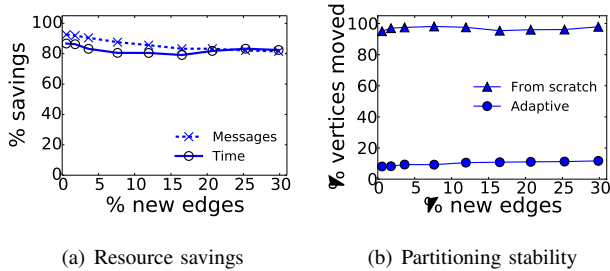 100
80
60
40
20
0
% savings
Messages
Time
0 5 10 15 20 25 30
% new edges
(a) Resource savings
100
80
60
40
20
0
% vertices moved
From scratch
Adaptive
0 5 10 15 20 25 30
% new edges
(b) Partitioning stability